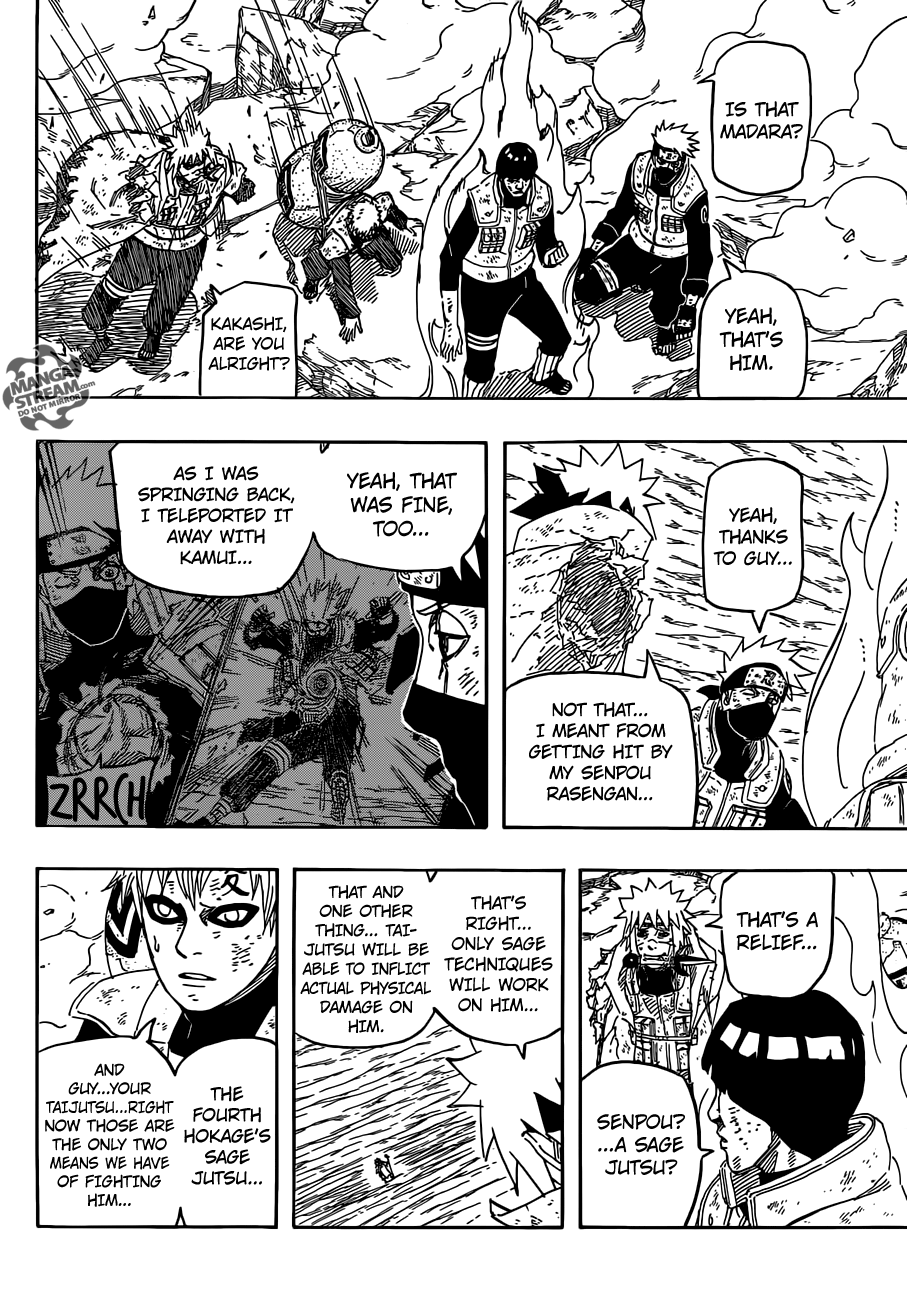 IS THAT
MADARA?
YEAH,
THAT'S
HIM.
KAKASHI,
ARE YOU
ALRIGHT?
MANGA
STREAM.com
DO NOT MIRROR
YEAH,
THANKS
TO GUY...
NOT THAT...
I MEANT FROM
GETTING HIT BY
MY SENPOU
RASENGAN...
YEAH, THAT
WAS FINE,
TOO...
AS I WAS
SPRINGING BACK,
I TELEPORTED IT
AWAY WITH
KAMUI...
ZRRCH
THAT'S A
RELIEF...
SENPOU?
...A SAGE
JUTSU?
THAT'S
RIGHT...
ONLY SAGE
TECHNIQUES
WILL WORK
ON HIM...
THAT AND
ONE OTHER
THING... TAI-
JUTSU WILL BE
ABLE TO INFLICT
ACTUAL PHYSICAL
DAMAGE ON
HIM.
THE
FOURTH
HOKAGE'S
SAGE
JUTSU...
AND
GUY...YOUR
TAIJUTSU...RIGHT
NOW THOSE ARE
THE ONLY TWO
MEANS WE HAVE
OF FIGHTING
HIM...